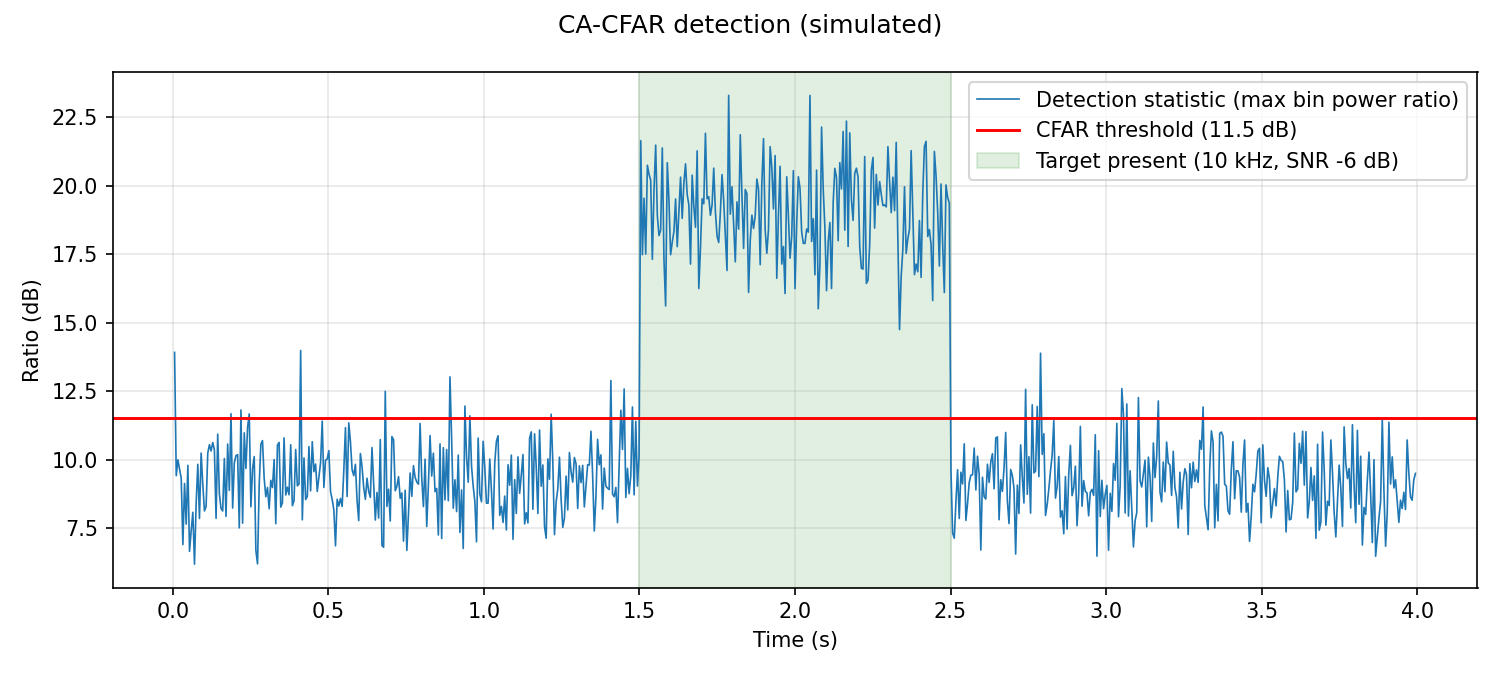 CA-CFAR detection (simulated)
Detection statistic (max bin power ratio)
CFAR threshold (11.5 dB)
Target present (10 kHz, SNR -6 dB)
Ratio (dB)
22.5
20.0
17.5
15.0
12.5
10.0
7.5
0.0
0.5
1.0
1.5
2.0
2.5
3.0
3.5
4.0
Time (s)